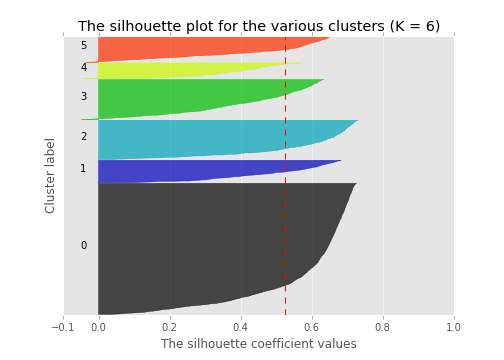 The silhouette plot for the various clusters (K = 6)
5
4
3
2
1
0
Cluster label
−0.1 0.0 0.2 0.4 0.6 0.8 1.0
The silhouette coefficient values